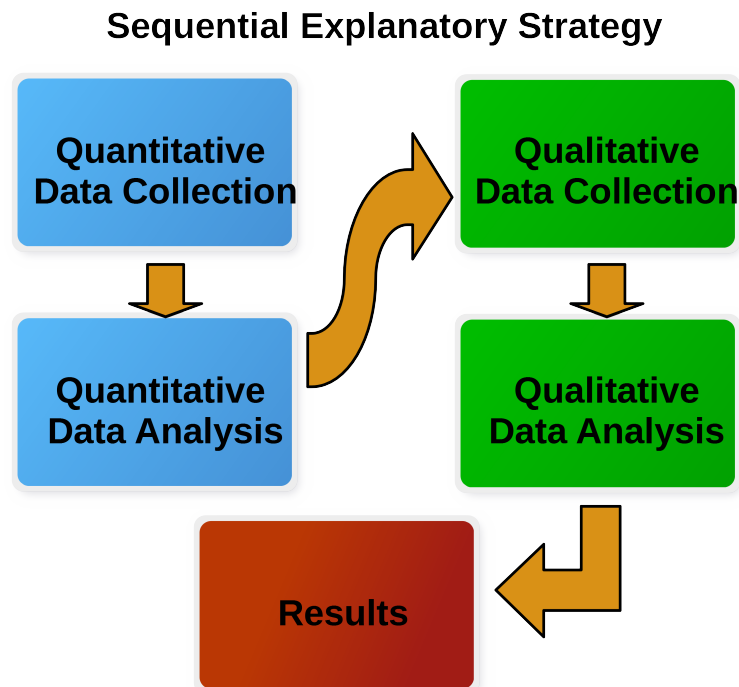 Sequential Explanatory Strategy
Quantitative
Data Collection
Quantitative
Data Analysis
Qualitative
Data Collection
Qualitative
Data Analysis
Results